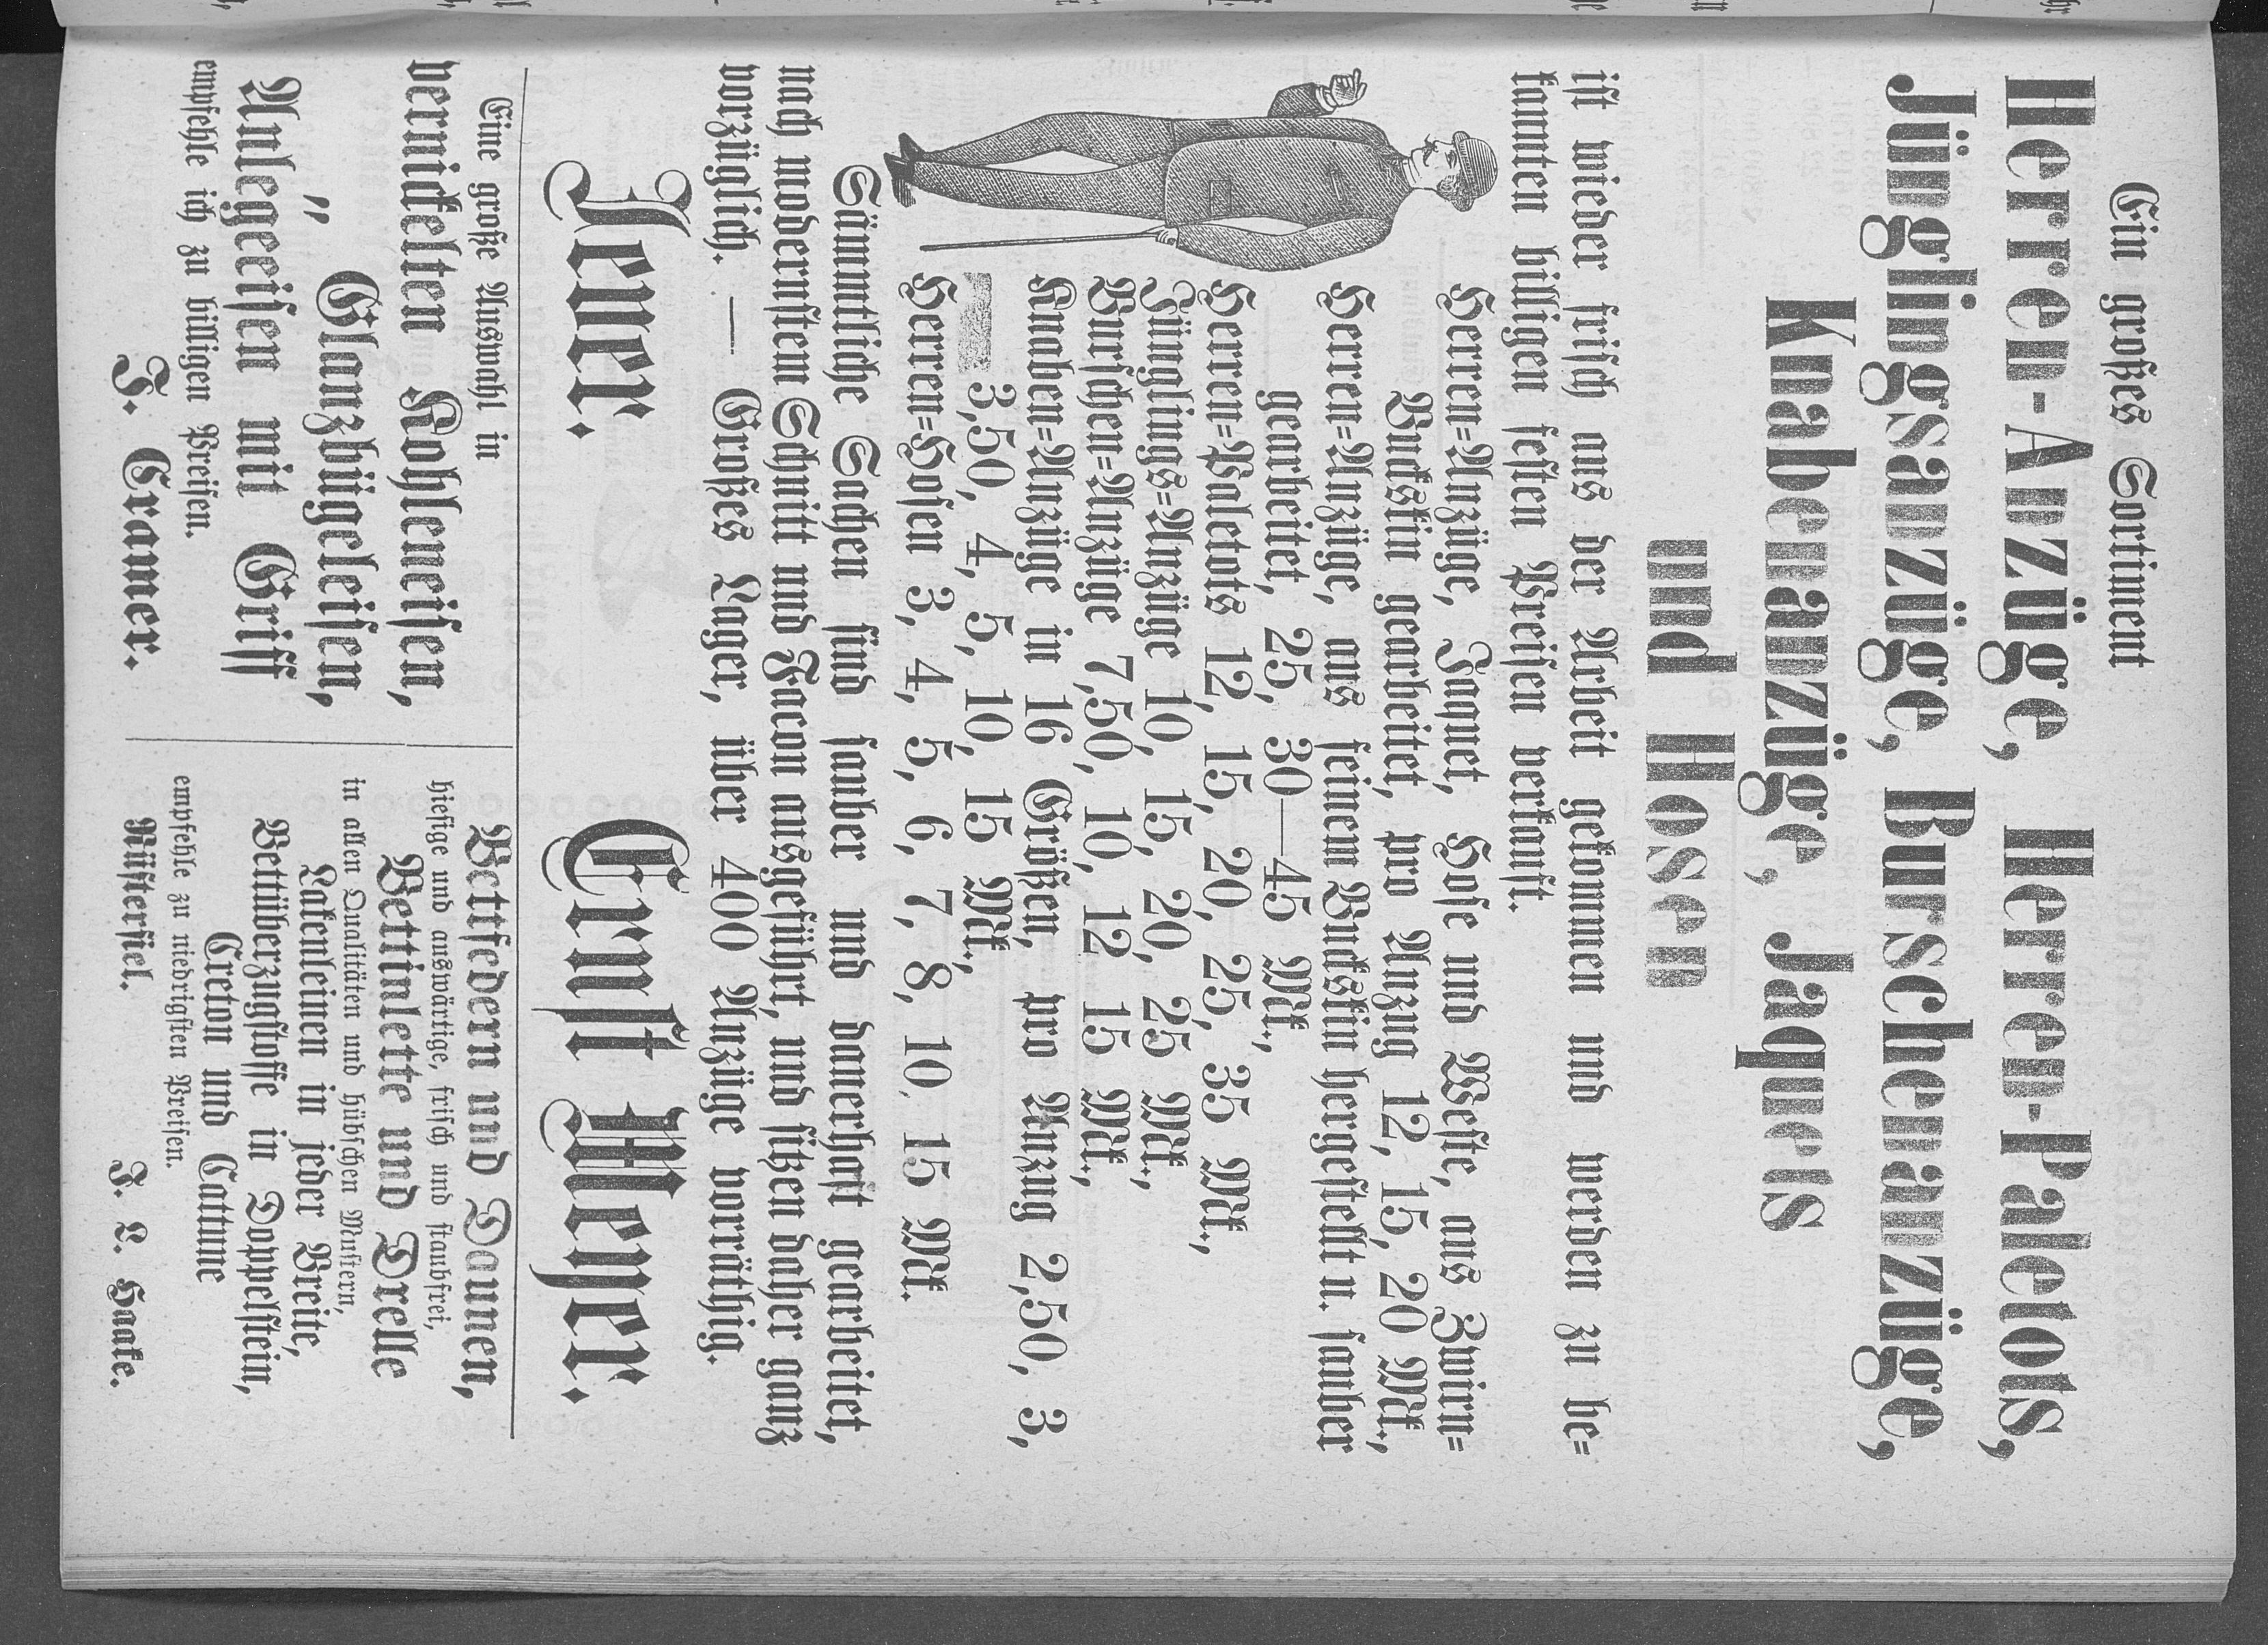 Ein großes Sortiment
Herren-Anzüge, Herren-Paletots,
Jünglingsanzüge, Burschenanzüge,
Knabenanzüge, Jaquets
und Hosen
ist wieder frisch aus der Arbeit gekommen und werden zu be=
kannten billigen festen Preisen verkauft.
Herren=Anzüge, Jaquet, Hose und Weste, aus Zwirn=
Buckskin gearbeitet, pro Anzug 12, 15, 20 Mk.,
Herren=Anzüge, aus feinem Buckskin hergestellt u. sauber
gearbeitet, 25, 30—45 Mk.,
Herren=Paletots 12, 15, 20, 25, 35 Mk.,
Jünglings=Anzüge 10, 15, 20, 25 Mk.,
Burschen=Anzüge 7,50, 10, 12 15 Mk.,
Knaben=Anzüge in 16 Größen, pro Anzug 2,50, 3,
3,50, 4, 5, 10, 15 Mk.,
Herren=Hosen 3, 4, 5, 6, 7, 8, 10, 15 Mk.
Sämmtliche Sachen sind sauber und dauerhaft gearbeitet,
nach modernstem Schnitt und Facon ausgeführt, und sitzen daher ganz
vorzüglich. — Großes Lager, über 400 Anzüge vorräthig.
Jever. Ernst Menser.
Eine große Auswahl in
vernickelten Kohleneisen,
" Glanzbügeleisen,
Anlegeeisen mit Griff
empfehle ich zu billigen Preisen.
F. Cramer.
Bettfedern und Daunen,
hiesige und auswärtige, frisch und staubfrei,
Bettinlette und Drelle
in allen Qualitäten und hübschen Mustern,
Lakenleinen in jeder Breite,
Bettüberzugstoffe in Doppelstein,
Creton und Cattune
empfehle zu niedrigsten Preisen.
Rüstersiel. J. L. Haake.